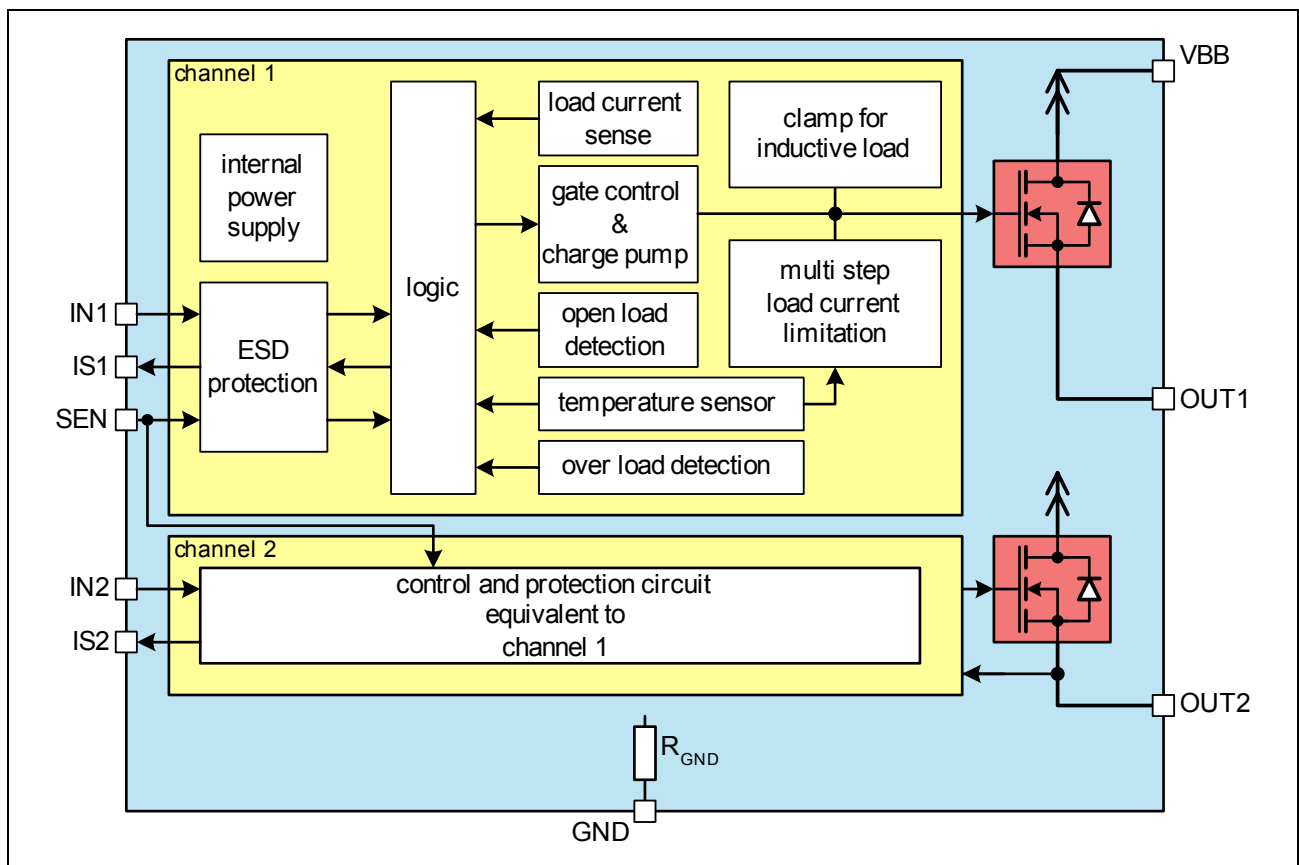 VBB
channel 1
load current
sense
clamp for
inductive load
internal
power
supply
gate control
&
charge pump
logic
multi step
load current
limitation
IN1
IS1
SEN
ESD
protection
open load
detection
temperature sensor
OUT1
over load detection
channel 2
IN2
IS2
control and protection circuit
equivalent to
channel 1
OUT2
RGND
GND